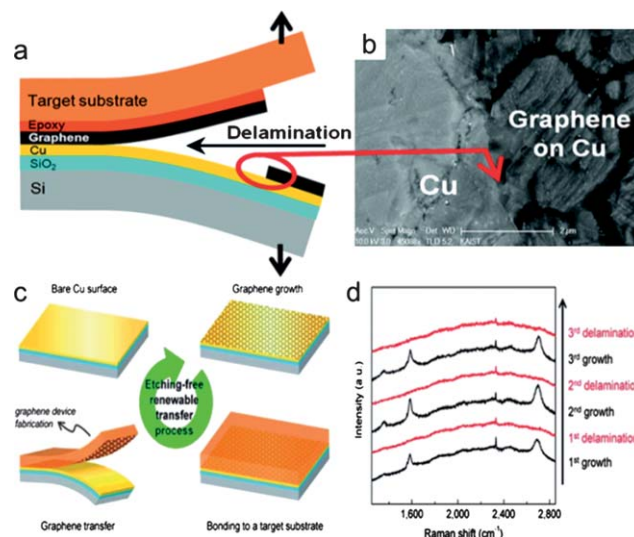 a
Target substrate
Epoxy
Graphene
Cu
SiO₂
Si
Delamination
b
Graphene
on Cu
Cu
2 μm
c
Bare Cu surface
Graphene growth
Etching-free
renewable
transfer
process
graphene device
fabrication
Graphene transfer
Bonding to a target substrate
d
Intensity (a.u.)
3rd delamination
3rd growth
2nd delamination
2nd growth
1st delamination
1st growth
1,600 2,000 2,400 2,800
Raman shift (cm⁻¹)